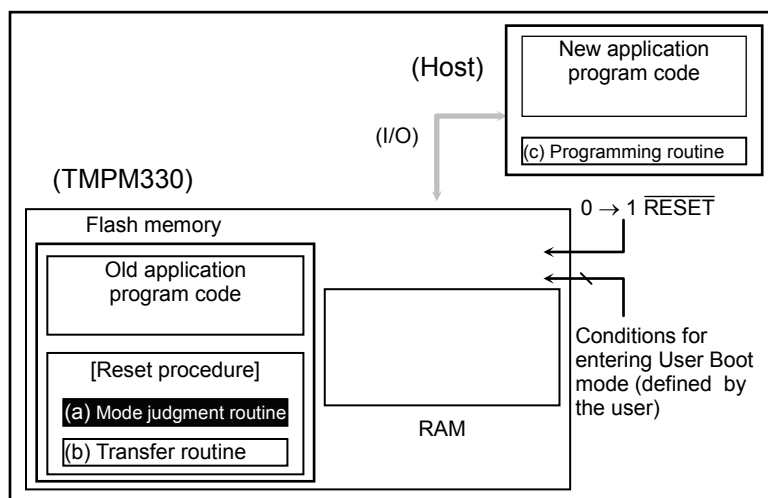 (Host)
New application
program code
(c) Programming routine
(I/O)
(TMPM330)
0 → 1 RESET
Flash memory
Old application
program code
[Reset procedure]
(a) Mode judgment routine
(b) Transfer routine
RAM
Conditions for
entering User Boot
mode (defined by
the user)